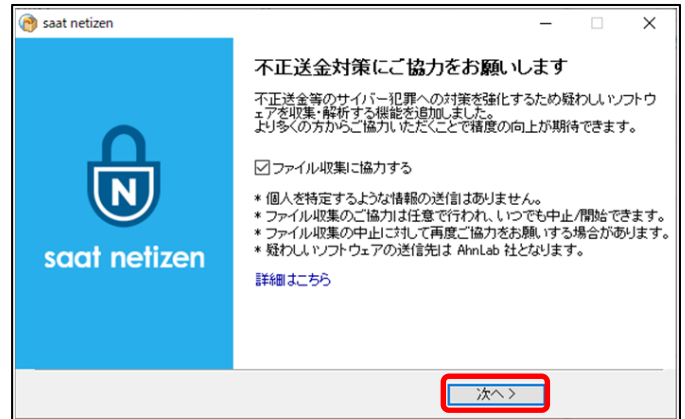 saat netizen
不正送金対策にご協力をお願いします
不正送金等のサイバー犯罪への対策を強化するため疑わしいソフトウ
ェアを収集・解析する機能を追加しました。
より多くの方からご協力いただくことで精度の向上が期待できます。
ファイル収集に協力する
* 個人を特定するような情報の送信はありません。
* ファイル収集のご協力は任意で行われ、いつでも中止/開始できます。
* ファイル収集の中止に対して再度ご協力をお願いする場合があります。
* 疑わしいソフトウェアの送信先は AhnLab 社となります。
詳細はこちら
N
saat netizen
次へ >